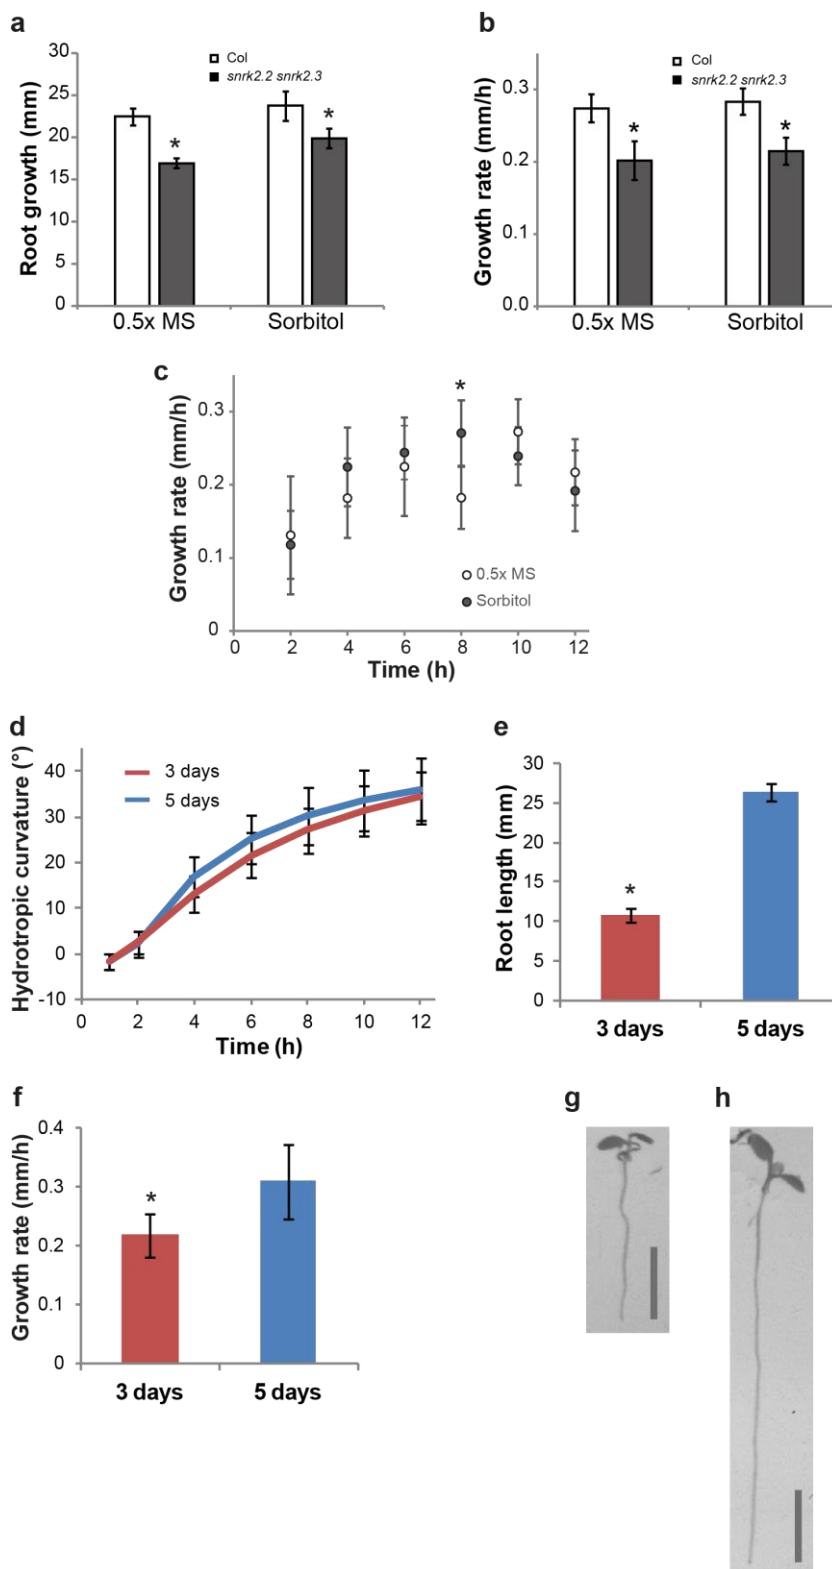 a
Root growth (mm)
30
25
20
15
10
5
0
Col
snrk2.2 snrk2.3
*
*
0.5x MS
Sorbitol
b
Growth rate (mm/h)
0.3
0.2
0.1
0.0
Col
snrk2.2 snrk2.3
*
*
0.5x MS
Sorbitol
c
Growth rate (mm/h)
0.3
0.2
0.1
0
*
0.5x MS
Sorbitol
0 2 4 6 8 10 12
Time (h)
d
Hydrotropic curvature (°)
40
30
20
10
0
-10
3 days
5 days
0 2 4 6 8 10 12
Time (h)
e
Root length (mm)
30
25
20
15
10
5
0
*
3 days
5 days
f
Growth rate (mm/h)
0.4
0.3
0.2
0.1
0
*
3 days
5 days
g
h